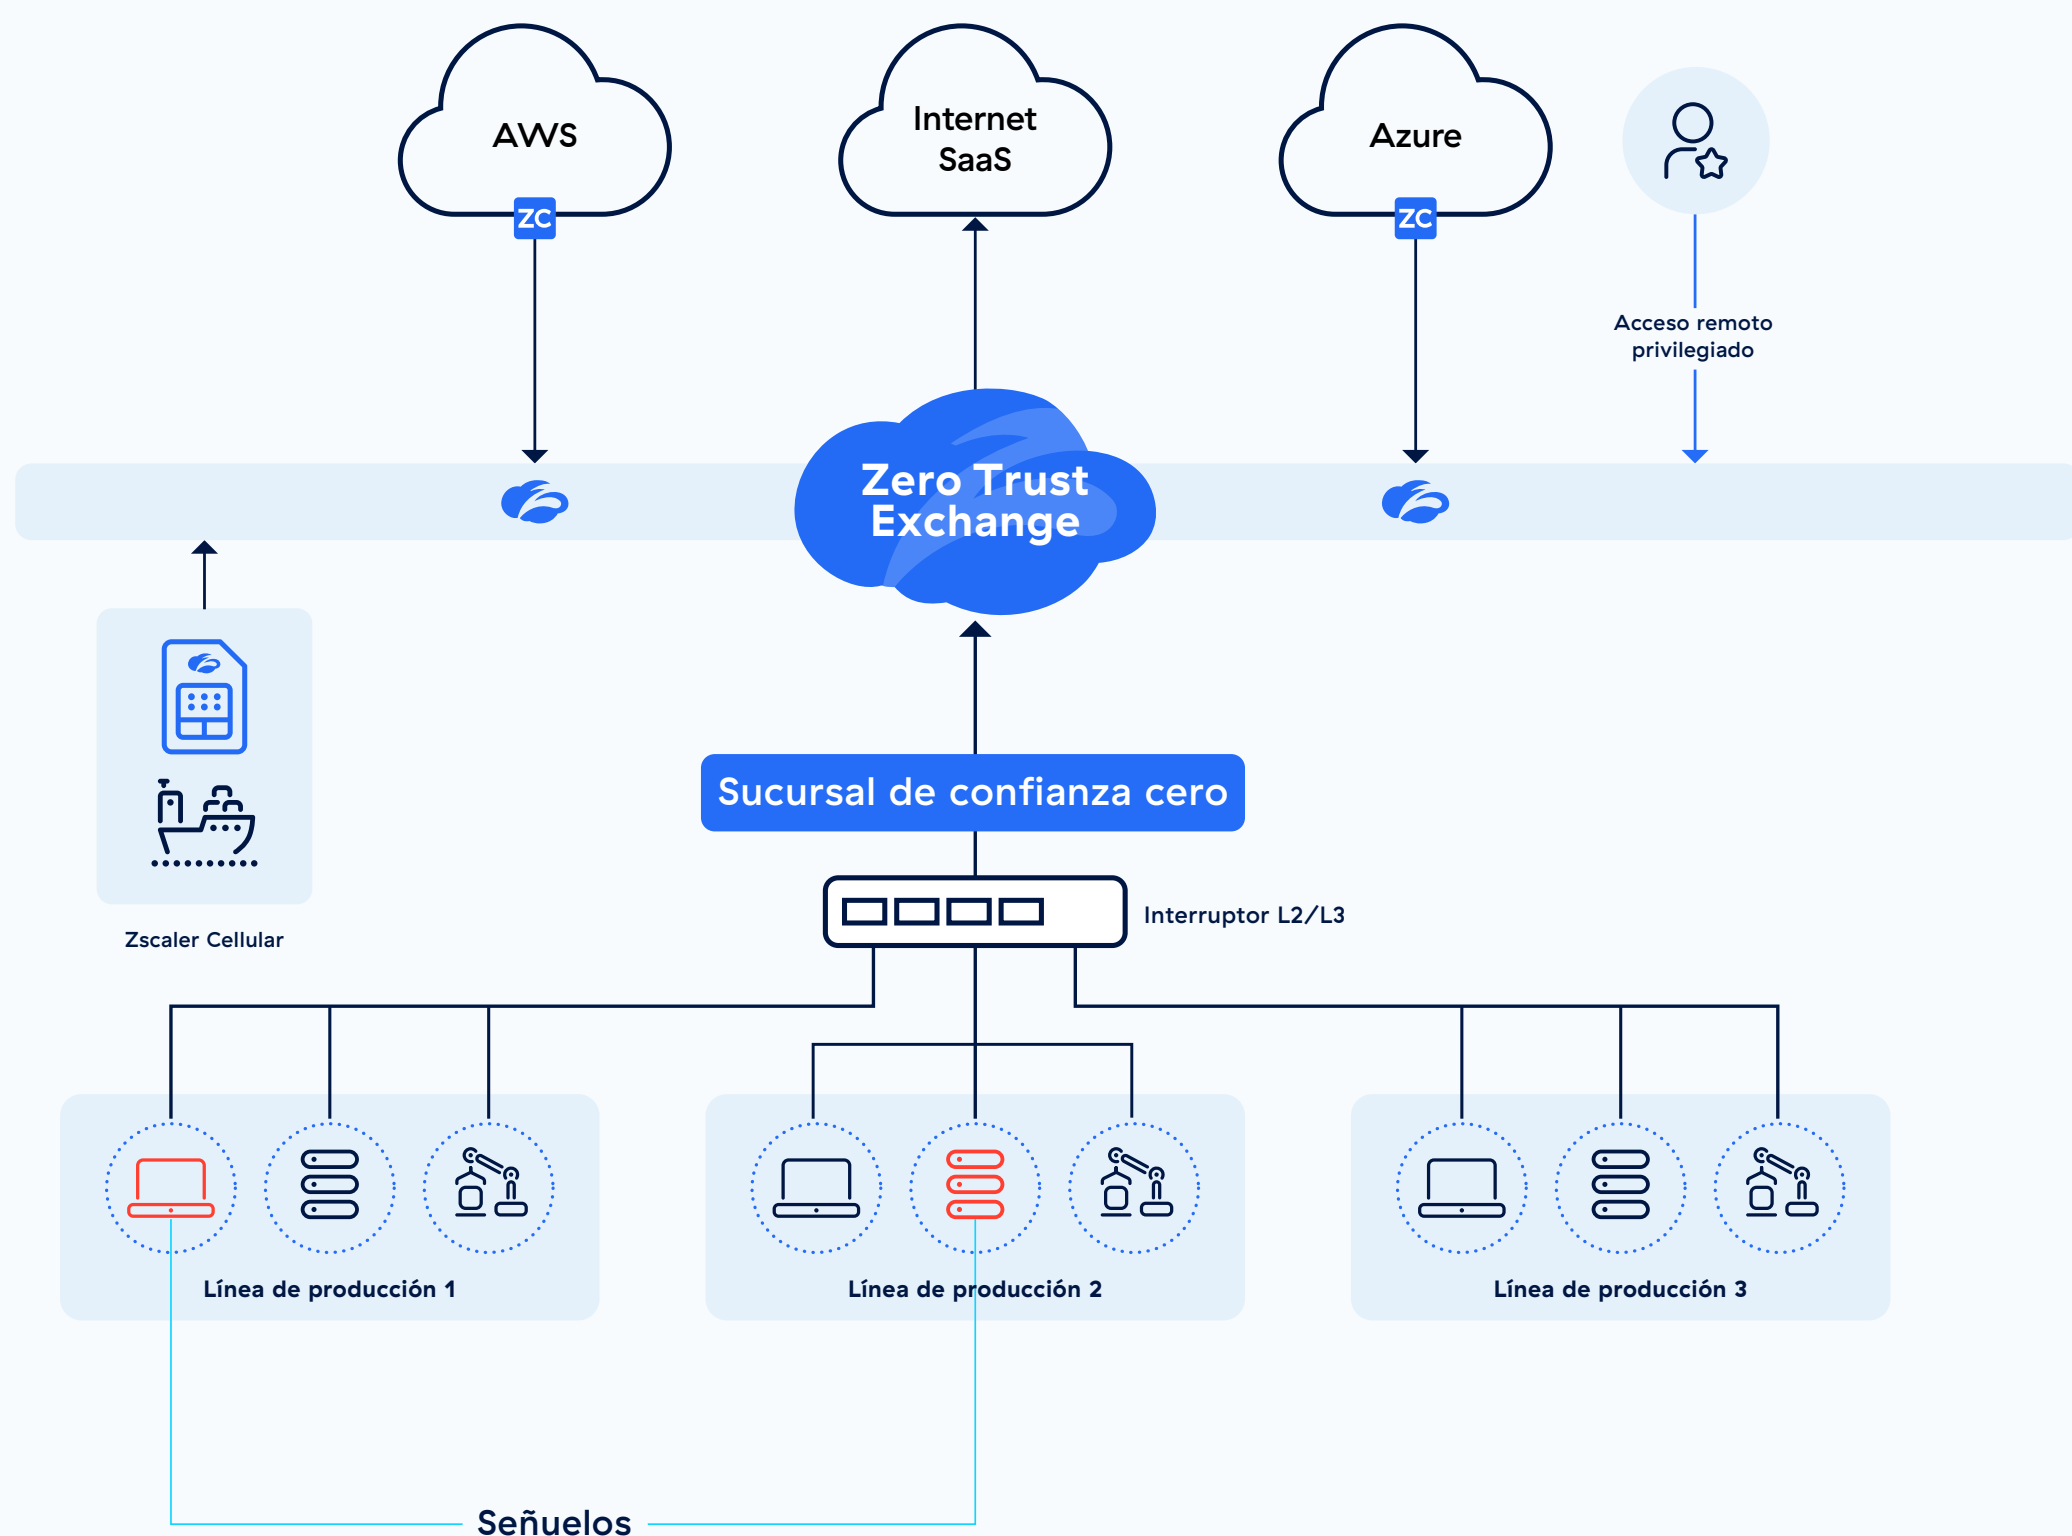 AWS
Internet
SaaS
Azure
ZC
ZC
Acceso remoto
privilegiado
Zero Trust
Exchange
Sucursal de confianza cero
Interruptor L2/L3
Zscaler Cellular
Línea de producción 1
Línea de producción 2
Línea de producción 3
Señuelos